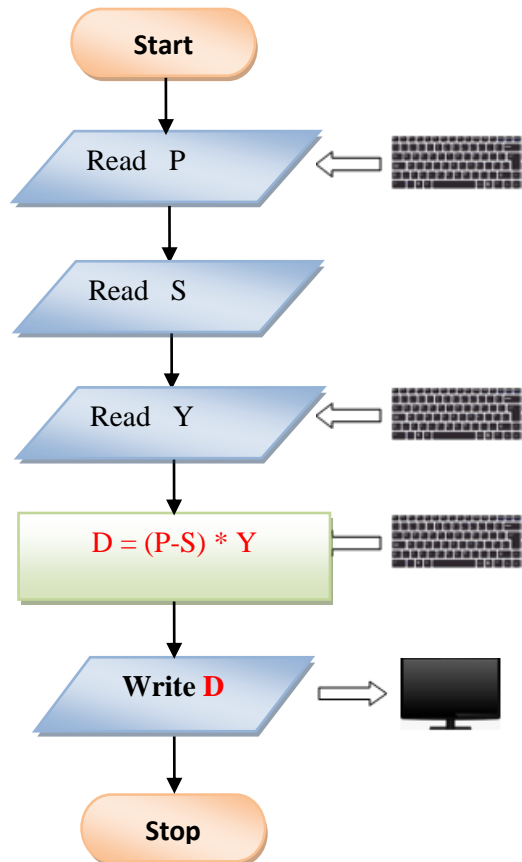 Start
Read P
Read S
Read Y
D = (P-S) * Y
Write D
Stop